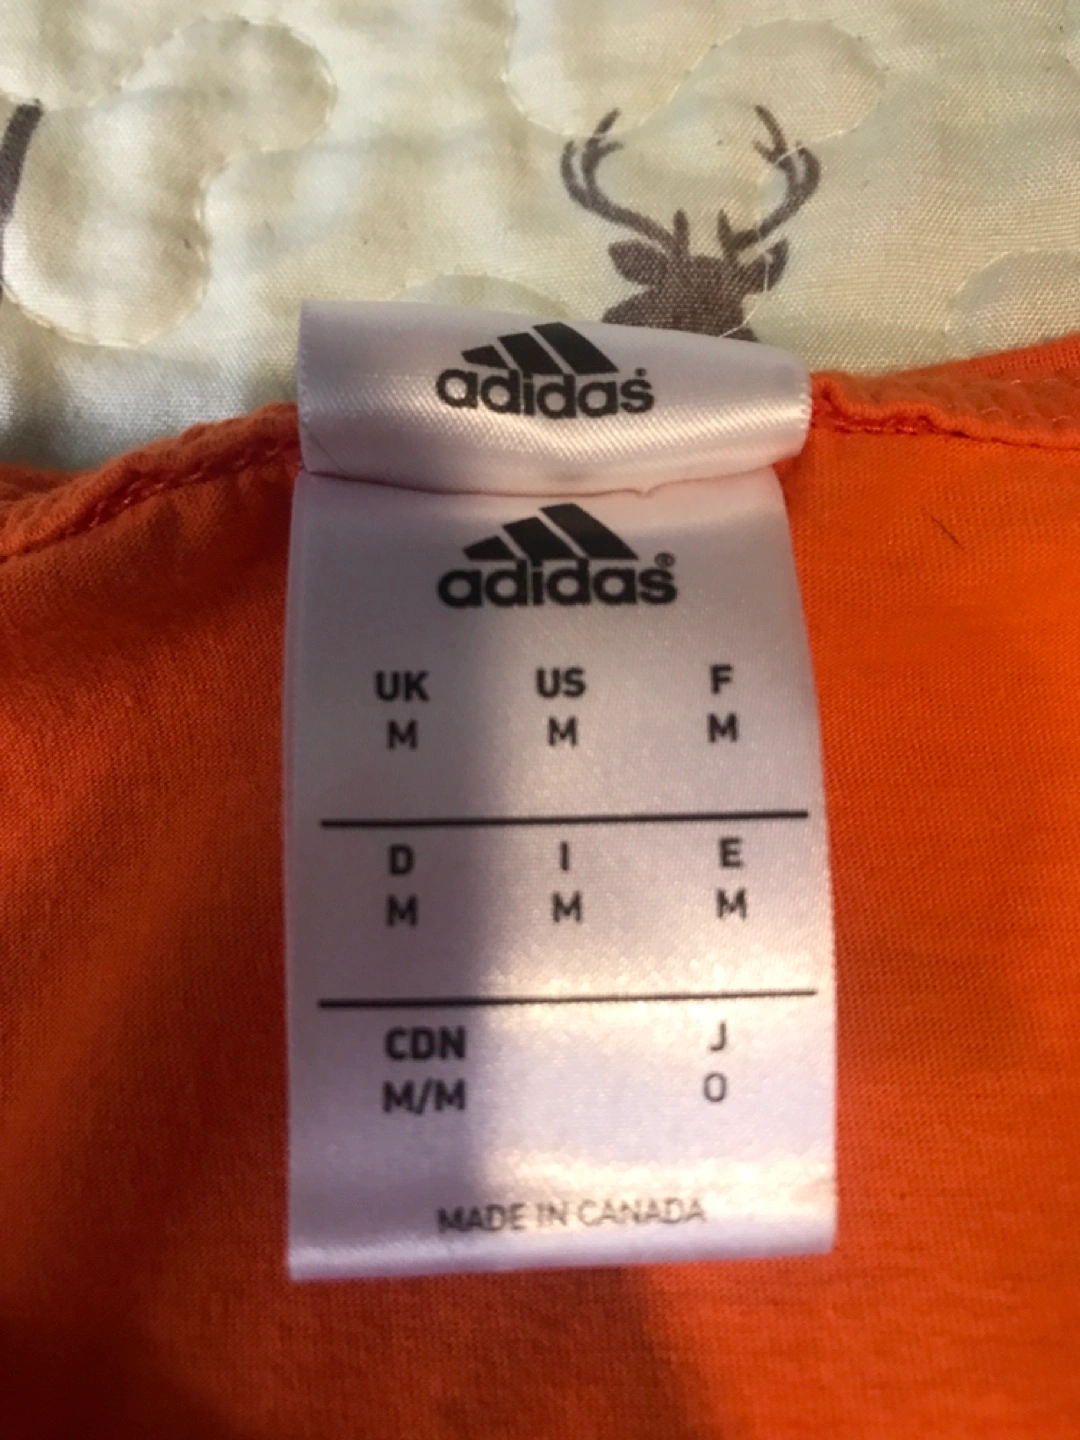 adidas
adidas®
UK US F
M M M
D I E
M M M
CDN J
M/M O
MADE IN CANADA